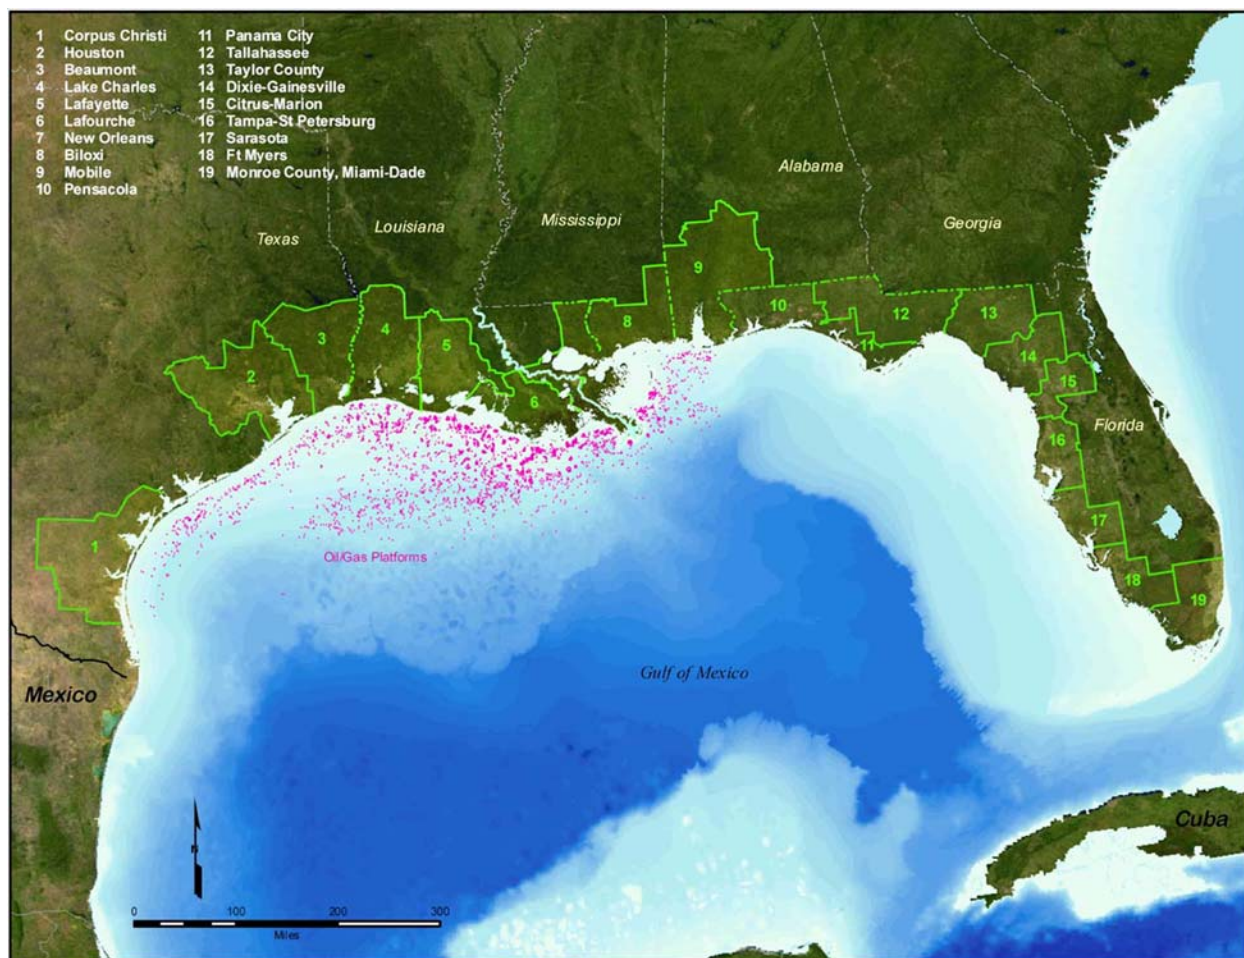 1 Corpus Christi
2 Houston
3 Beaumont
4 Lake Charles
5 Lafayette
6 Lafourche
7 New Orleans
8 Biloxi
9 Mobile
10 Pensacola
11 Panama City
12 Tallahassee
13 Taylor County
14 Dixie-Gainesville
15 Citrus-Marion
16 Tampa-St Petersburg
17 Sarasota
18 Ft Myers
19 Monroe County, Miami-Dade
Alabama
Mississippi
Louisiana
Georgia
Texas
9
10
12
13
8
3
4
5
11
14
2
15
6
Florida
16
17
1
Oil/Gas Platforms
18
19
Gulf of Mexico
Mexico
Cuba
N
0 100 200 300
Miles